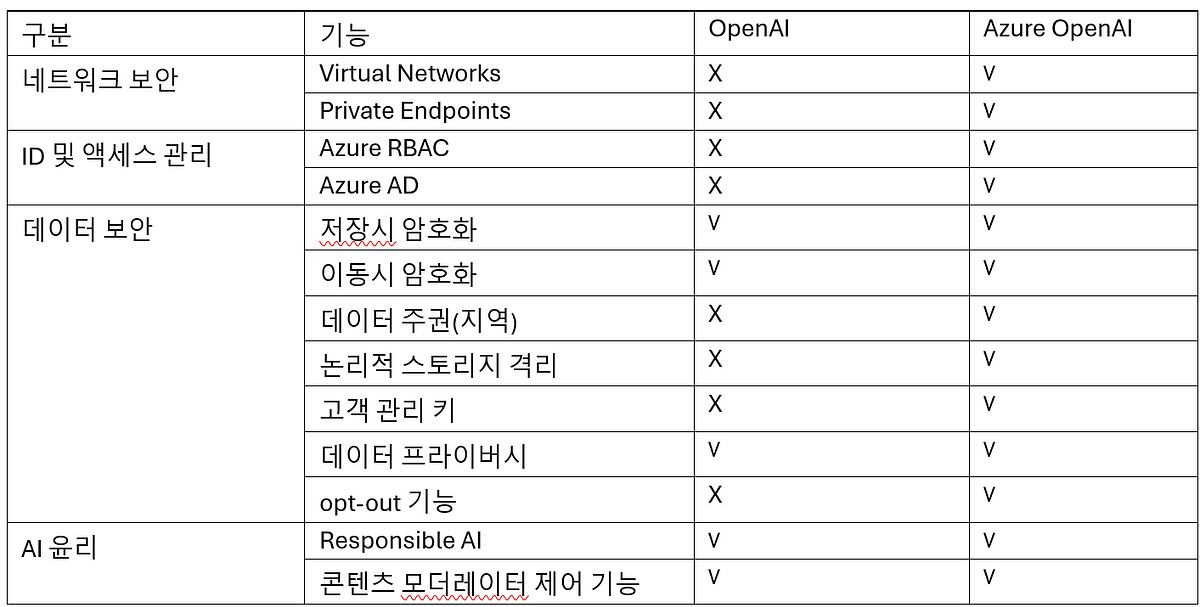 구분 기능 OpenAI Azure OpenAI
네트워크 보안 Virtual Networks X V
Private Endpoints X V
ID 및 액세스 관리 Azure RBAC X V
Azure AD X V
데이터 보안 저장시 암호화 V V
이동시 암호화 V V
데이터 주권(지역) X V
논리적 스토리지 격리 X V
고객 관리 키 X V
데이터 프라이버시 V V
opt-out 기능 X V
AI 윤리 Responsible AI V V
콘텐츠 모더레이터 제어 기능 V V